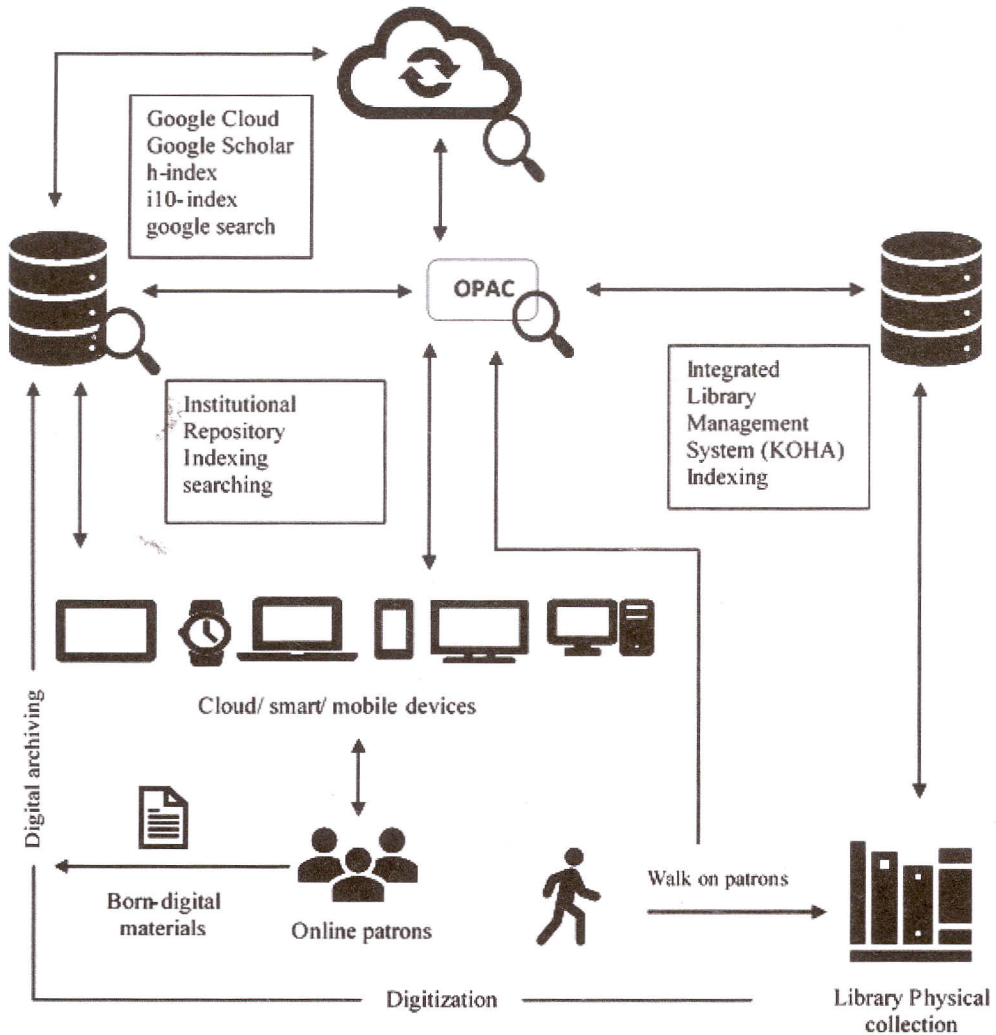 Google Cloud
Google Scholar
h-index
i10-index
google search
OPAC
Institutional
Repository
Indexing
searching
Integrated
Library
Management
System (KOHA)
Indexing
Cloud/ smart/ mobile devices
Digital archiving
Born-digital
materials
Online patrons
Walk on patrons
Digitization
Library Physical
collection